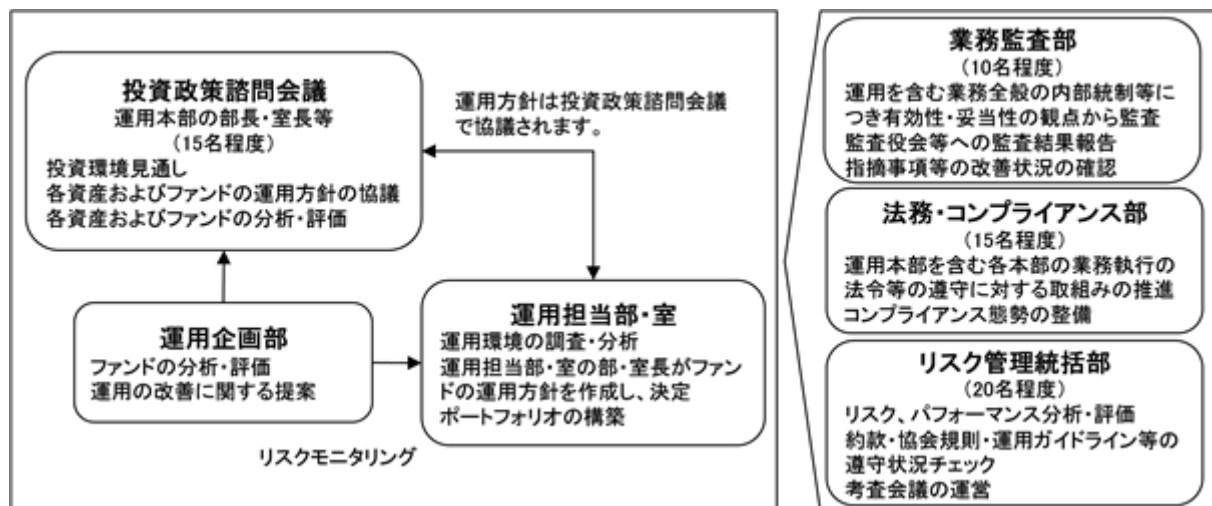 投資政策諮問会議
運用本部の部長・室長等
(15名程度)
投資環境見通し
各資産およびファンドの運用方針の協議
各資産およびファンドの分析・評価
運用方針は投資政策諮問会議
で協議されます。
運用企画部
ファンドの分析・評価
運用の改善に関する提案
運用担当部・室
運用環境の調査・分析
運用担当部・室の部・室長がファン
ドの運用方針を作成し、決定
ポートフォリオの構築
リスクモニタリング
業務監査部
(10名程度)
運用を含む業務全般の内部統制等に
つき有効性・妥当性の観点から監査
監査役会等への監査結果報告
指摘事項等の改善状況の確認
法務・コンプライアンス部
(15名程度)
運用本部を含む各本部の業務執行の
法令等の遵守に対する取組みの推進
コンプライアンス態勢の整備
リスク管理統括部
(20名程度)
リスク、パフォーマンス分析・評価
約款・協会規則・運用ガイドライン等の
遵守状況チェック
考査会議の運営